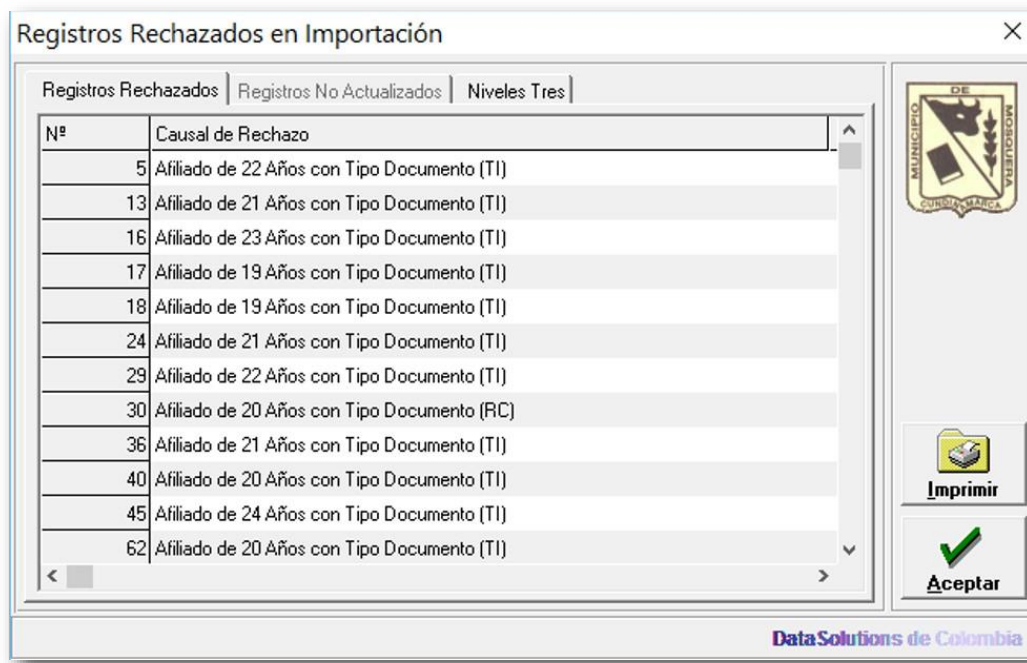 Registros Rechazados en Importación
Registros Rechazados Registros No Actualizados Niveles Tres
Nº Causal de Rechazo
5 Afiliado de 22 Años con Tipo Documento (TI)
13 Afiliado de 21 Años con Tipo Documento (TI)
16 Afiliado de 23 Años con Tipo Documento (TI)
17 Afiliado de 19 Años con Tipo Documento (TI)
18 Afiliado de 19 Años con Tipo Documento (TI)
24 Afiliado de 21 Años con Tipo Documento (TI)
29 Afiliado de 22 Años con Tipo Documento (TI)
30 Afiliado de 20 Años con Tipo Documento (RC)
36 Afiliado de 21 Años con Tipo Documento (TI)
40 Afiliado de 20 Años con Tipo Documento (TI)
45 Afiliado de 24 Años con Tipo Documento (TI)
62 Afiliado de 20 Años con Tipo Documento (TI)
MUNICIPIO DE MOSQUERA
CUNDINAMARCA
Imprimir
Aceptar
DataSolutions de Colombia